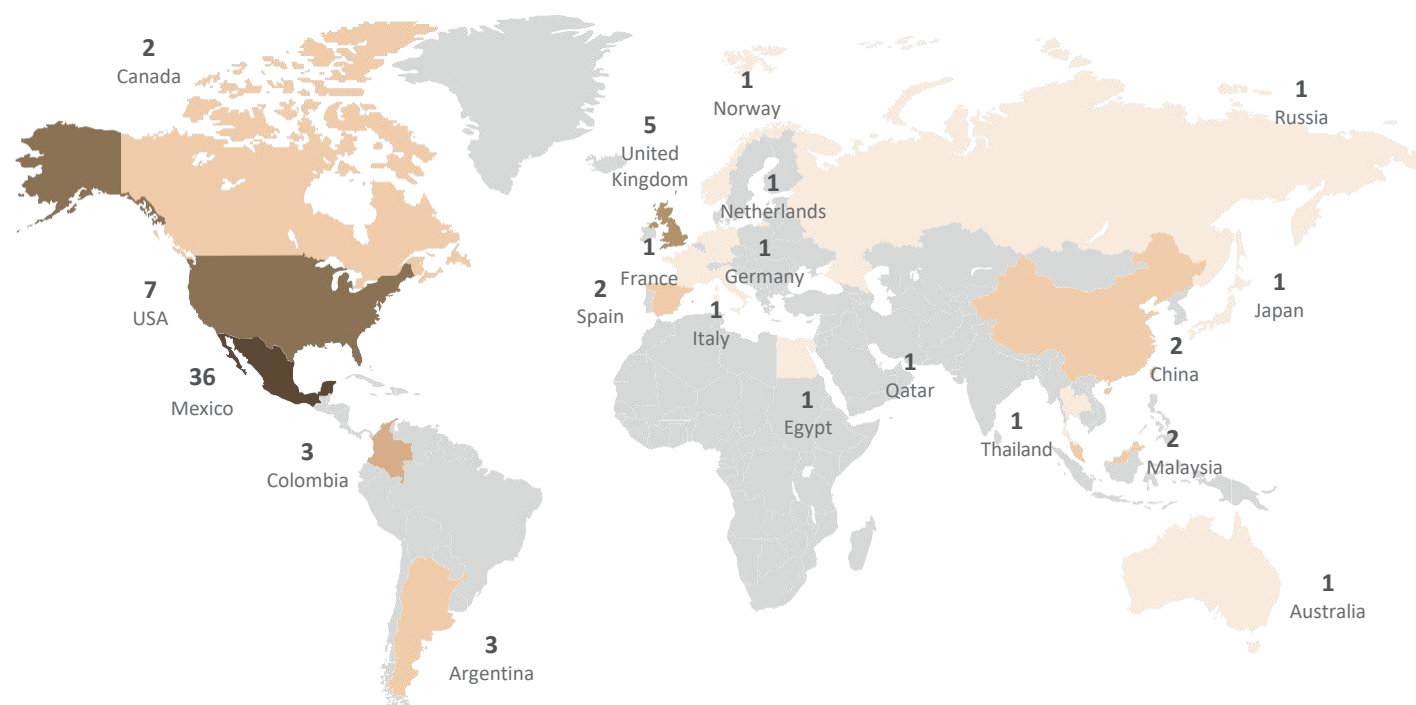 2
Canada
7
USA
36
Mexico
3
Colombia
3
Argentina
5
United
Kingdom
1
Norway
1
Netherlands
1
France
1
Germany
2
Spain
1
Italy
1
Egypt
1
Qatar
1
Russia
1
Japan
2
China
1
Thailand
2
Malaysia
1
Australia